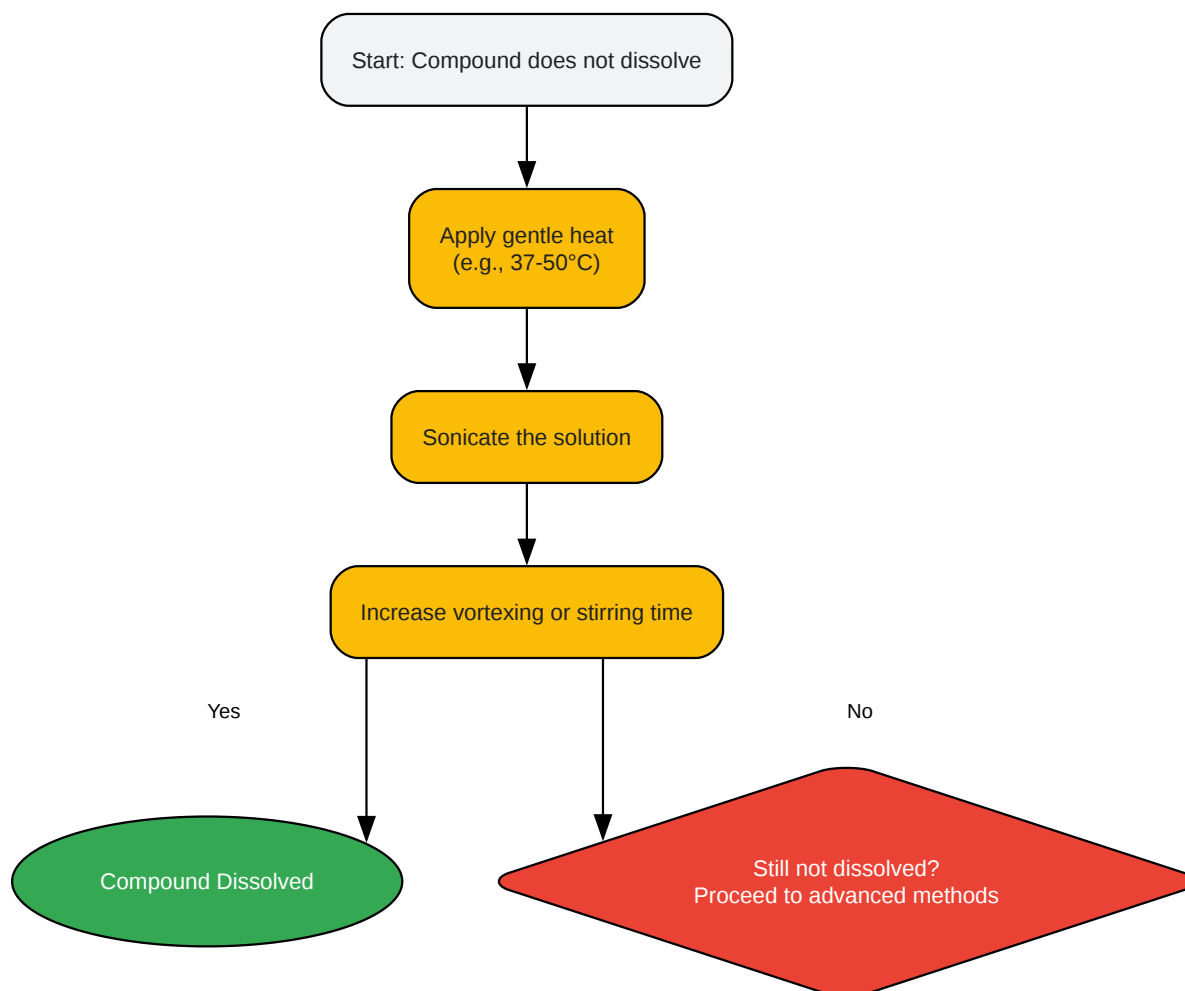 Start: Compound does not dissolve
Apply gentle heat
(e.g., 37-50°C)
Sonicate the solution
Increase vortexing or stirring time
Yes
No
Compound Dissolved
Still not dissolved?
Proceed to advanced methods